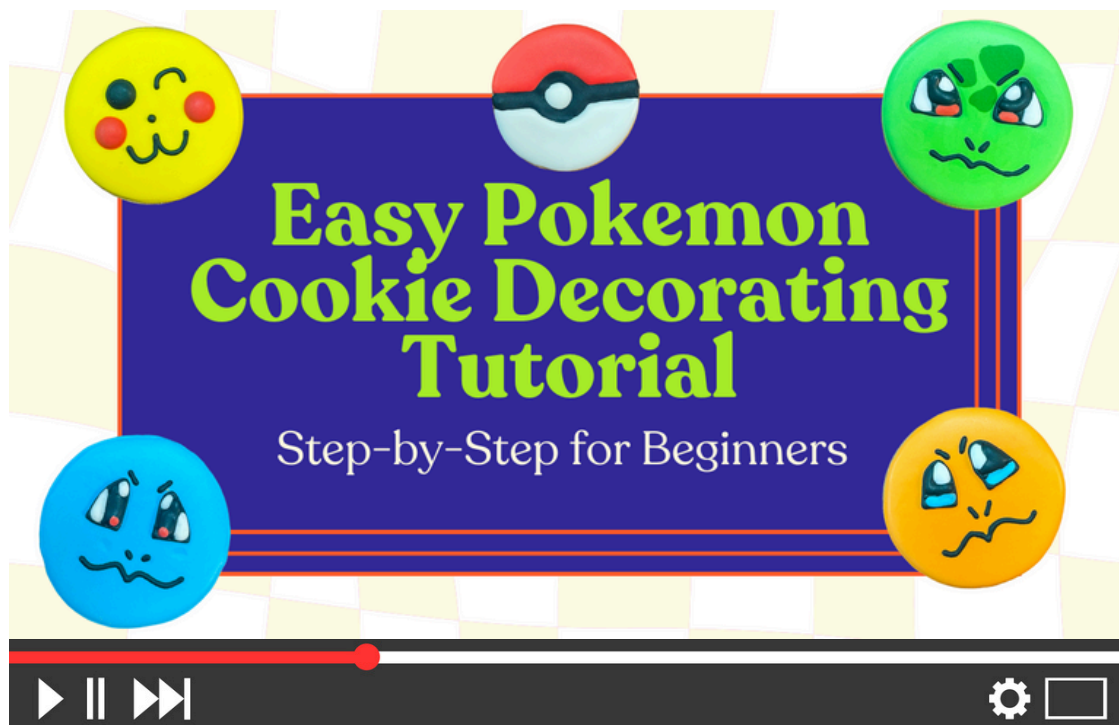 Easy Pokemon
Cookie Decorating
Tutorial
Step-by-Step for Beginners